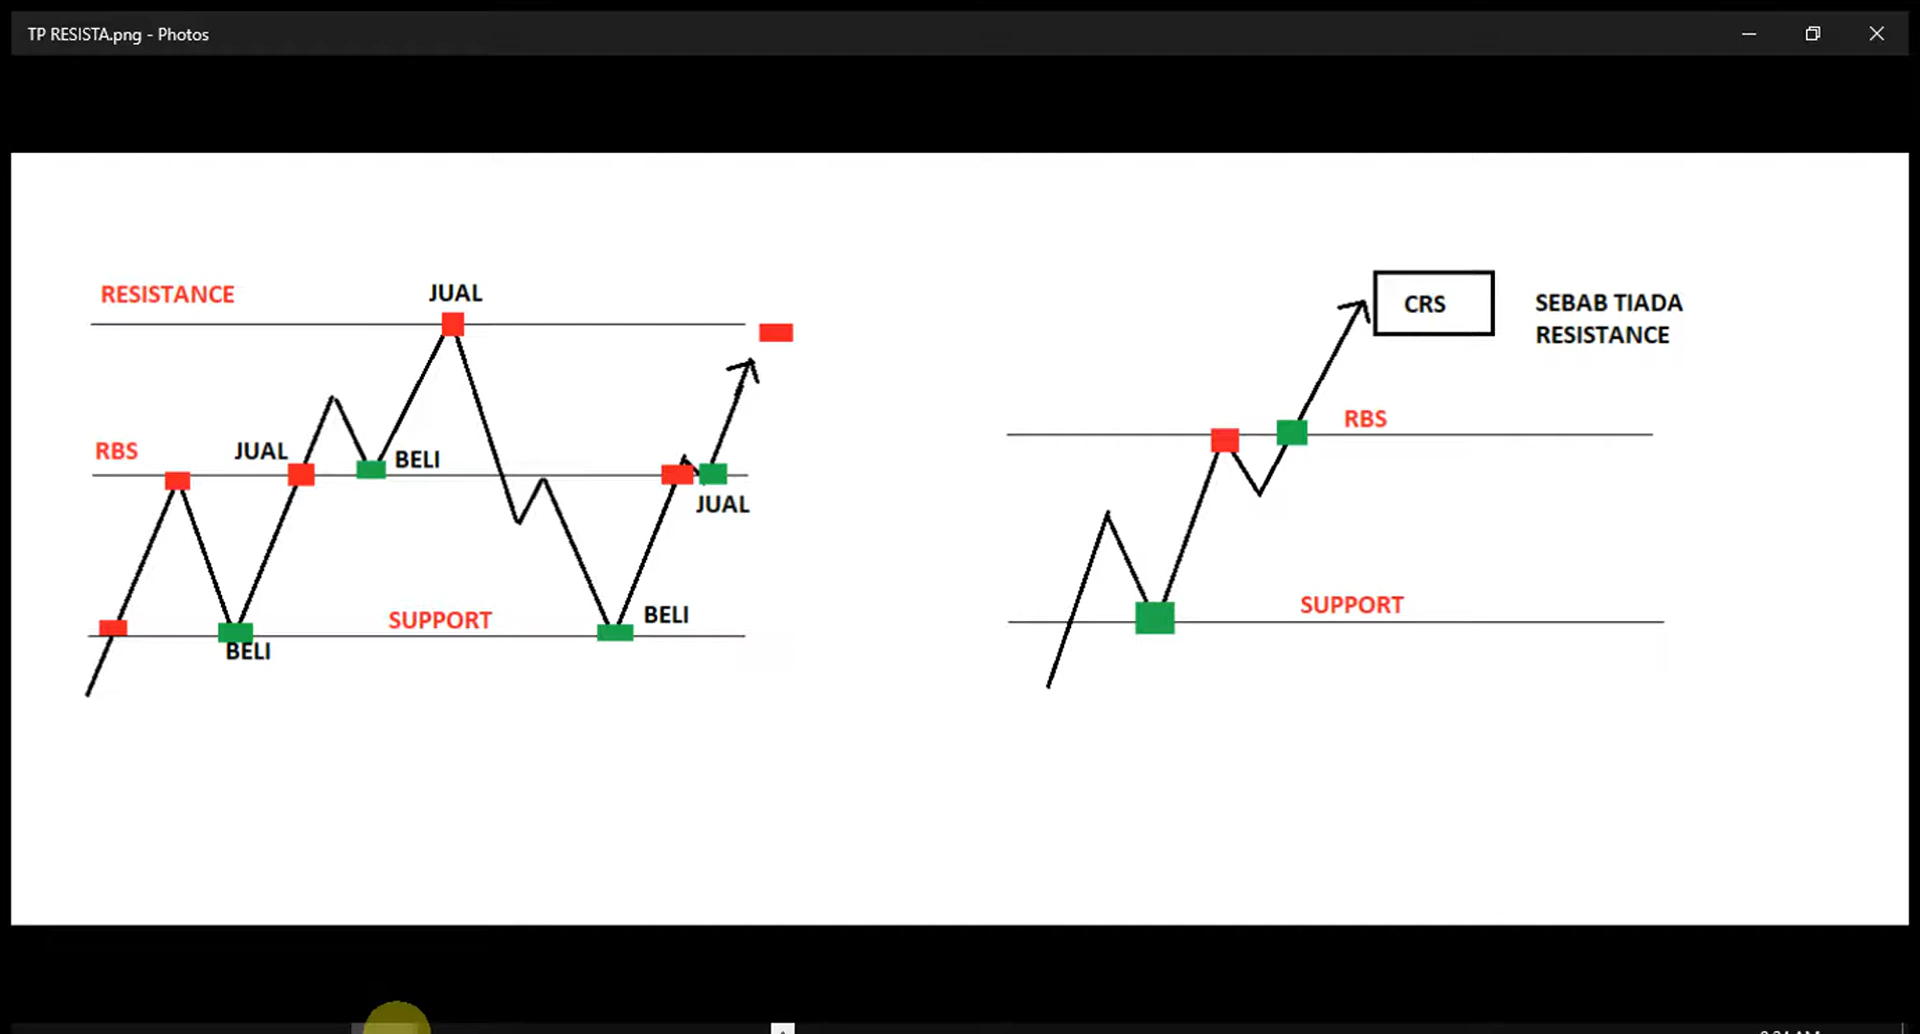 TP RESISTA.png - Photos
RESISTANCE
JUAL
RBS
JUAL
BELI
JUAL
SUPPORT
BELI
BELI
CRS
SEBAB TIADA
RESISTANCE
RBS
SUPPORT